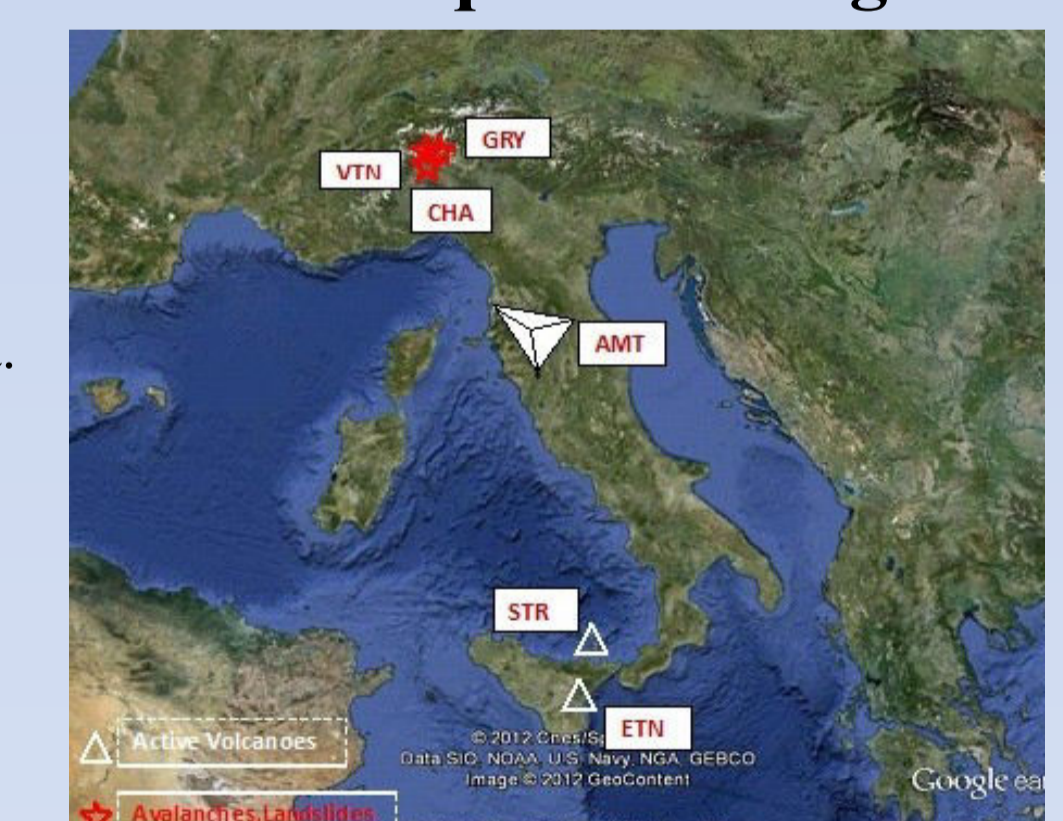 GRY
VTN
CHA
AMT
STR
ETN
Active Volcanoes
Avalanches,Landslides
© 2012 Cnes/Sp
Data SIO, NOAA, U.S. Navy, NGA, GEBCO
Image © 2012 GeoContent
Google ear